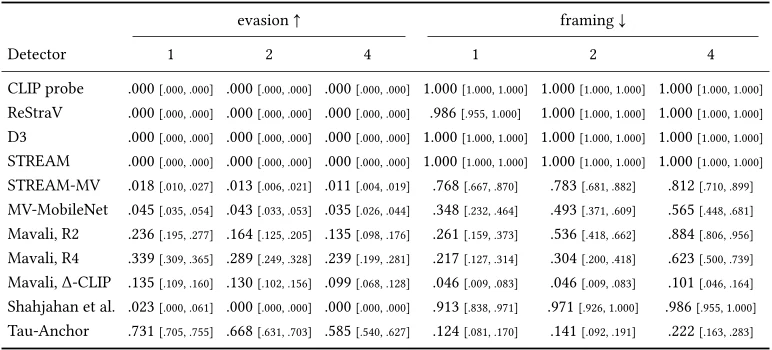 evasion ↑ framing ↓
Detector 1 2 4 1 2 4
CLIP probe .000 [.000, .000] .000 [.000, .000] .000 [.000, .000] 1.000 [1.000, 1.000] 1.000 [1.000, 1.000] 1.000 [1.000, 1.000]
ReStraV .000 [.000, .000] .000 [.000, .000] .000 [.000, .000] .986 [.955, 1.000] 1.000 [1.000, 1.000] 1.000 [1.000, 1.000]
D3 .000 [.000, .000] .000 [.000, .000] .000 [.000, .000] 1.000 [1.000, 1.000] 1.000 [1.000, 1.000] 1.000 [1.000, 1.000]
STREAM .000 [.000, .000] .000 [.000, .000] .000 [.000, .000] 1.000 [1.000, 1.000] 1.000 [1.000, 1.000] 1.000 [1.000, 1.000]
STREAM-MV .018 [.010, .027] .013 [.006, .021] .011 [.004, .019] .768 [.667, .870] .783 [.681, .882] .812 [.710, .899]
MV-MobileNet .045 [.035, .054] .043 [.033, .053] .035 [.026, .044] .348 [.232, .464] .493 [.371, .609] .565 [.448, .681]
Mavali, R2 .236 [.195, .277] .164 [.125, .205] .135 [.098, .176] .261 [.159, .373] .536 [.418, .662] .884 [.806, .956]
Mavali, R4 .339 [.309, .365] .289 [.249, .328] .239 [.199, .281] .217 [.127, .314] .304 [.200, .418] .623 [.500, .739]
Mavali, Δ-CLIP .135 [.109, .160] .130 [.102, .156] .099 [.068, .128] .046 [.009, .083] .046 [.009, .083] .101 [.046, .164]
Shahjahan et al. .023 [.000, .061] .000 [.000, .000] .000 [.000, .000] .913 [.838, .971] .971 [.926, 1.000] .986 [.955, 1.000]
Tau-Anchor .731 [.705, .755] .668 [.631, .703] .585 [.540, .627] .124 [.081, .170] .141 [.092, .191] .222 [.163, .283]